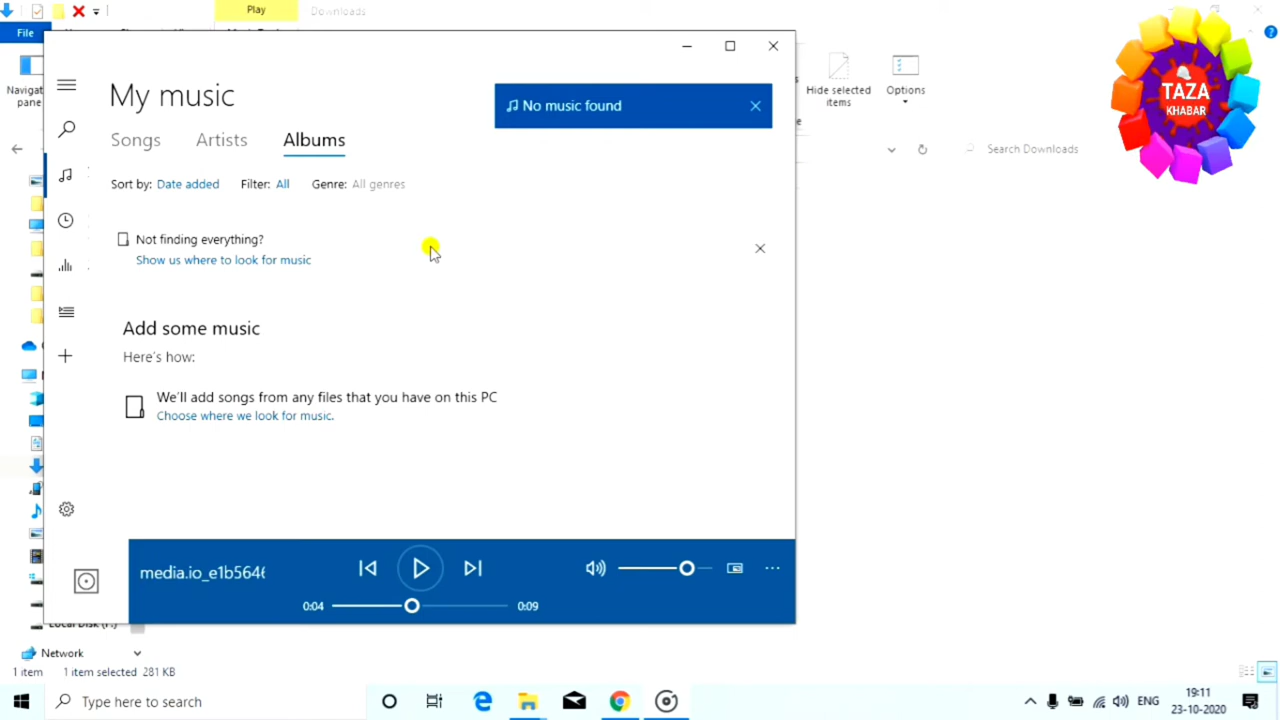 Play
Downloads
File
Navigat
pane
Hide selected
items
Options
Search Downloads
TAZA
KHABAR
My music
No music found
Songs
Artists
Albums
Sort by: Date added
Filter: All
Genre: All genres
Not finding everything?
Show us where to look for music
Add some music
Here's how:
We'll add songs from any files that you have on this PC
Choose where we look for music.
media.io_e1b5646
0:04
0:09
Network
1 item
1 item selected 281 KB
Type here to search
ENG
19:11
23-10-2020